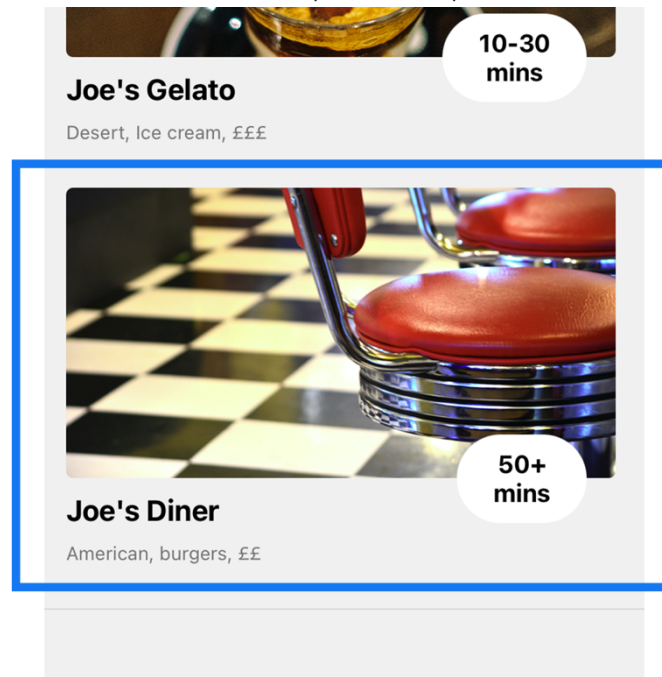 10-30
mins
Joe's Gelato
Desert, Ice cream, £££
50+
mins
Joe's Diner
American, burgers, ££